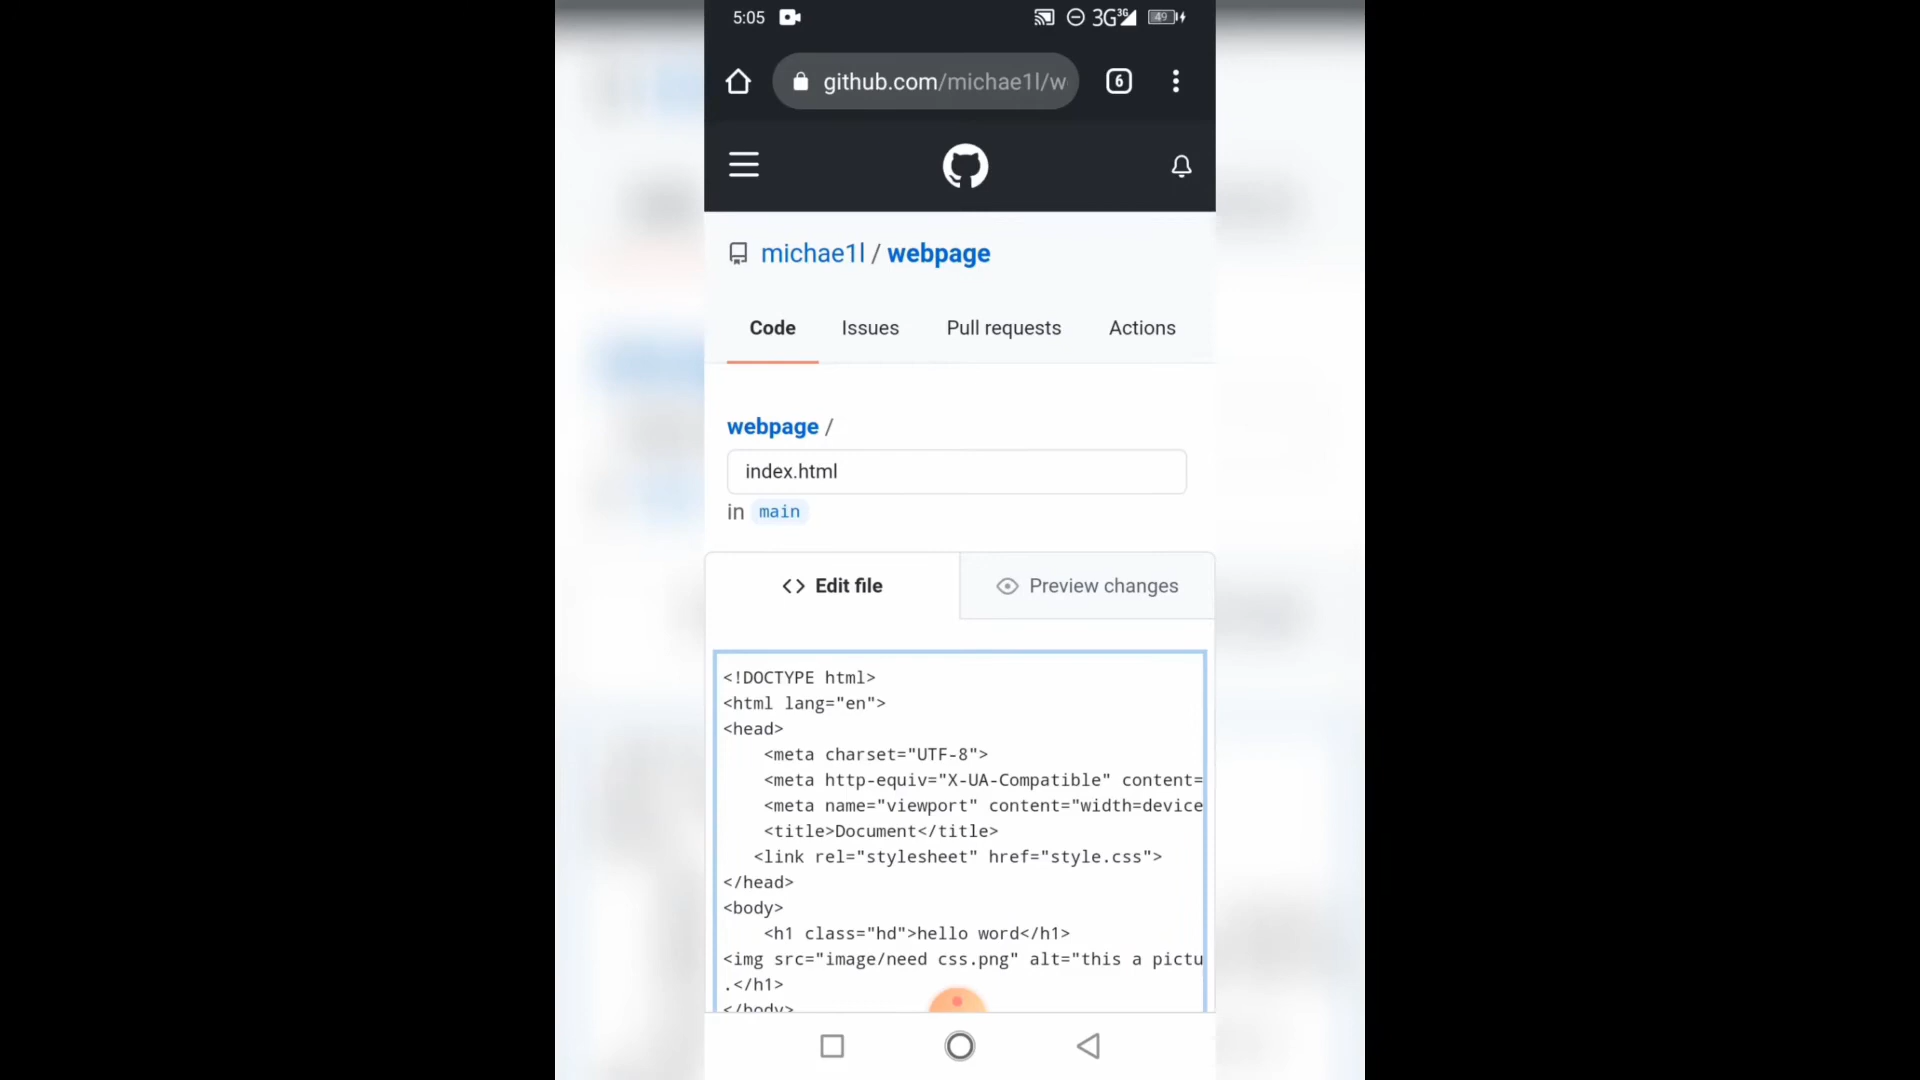 5:05 3G 3G 49
github.com/michae1l/w 6
michae1l / webpage
Code Issues Pull requests Actions
webpage /
index.html
in main
<> Edit file Preview changes
<!DOCTYPE html>
<html lang="en">
<head>
<meta charset="UTF-8">
<meta http-equiv="X-UA-Compatible" content=
<meta name="viewport" content="width=device
<title>Document</title>
<link rel="stylesheet" href="style.css">
</head>
<body>
<h1 class="hd">hello word</h1>
<img src="image/need css.png" alt="this a pictu
.</h1>
</body>